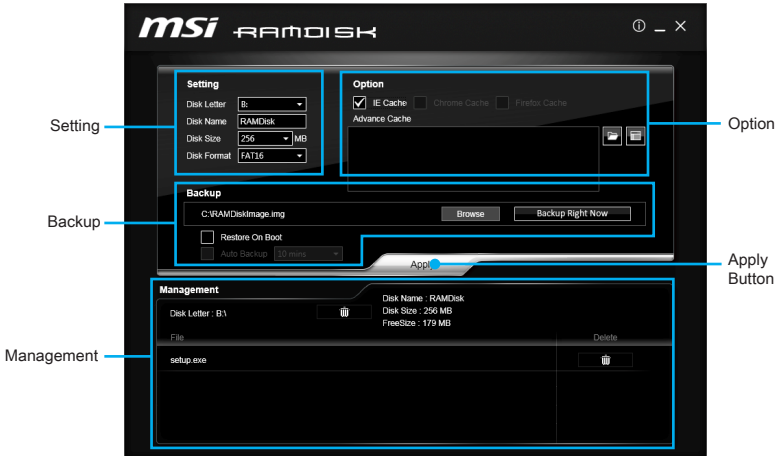 msi RAMDISK
Setting
Disk Letter B:
Disk Name RAMDisk
Disk Size 256 MB
Disk Format FAT16
Option
IE Cache Chrome Cache Firefox Cache
Advance Cache
Setting
Option
Backup
C:\RAMDiskImage.img Browse Backup Right Now
Restore On Boot
Auto Backup 10 mins
Backup
Apply
Apply
Button
Management
Disk Letter : B:\
Disk Name : RAMDisk
Disk Size : 256 MB
FreeSize : 179 MB
File Delete
setup.exe
Management